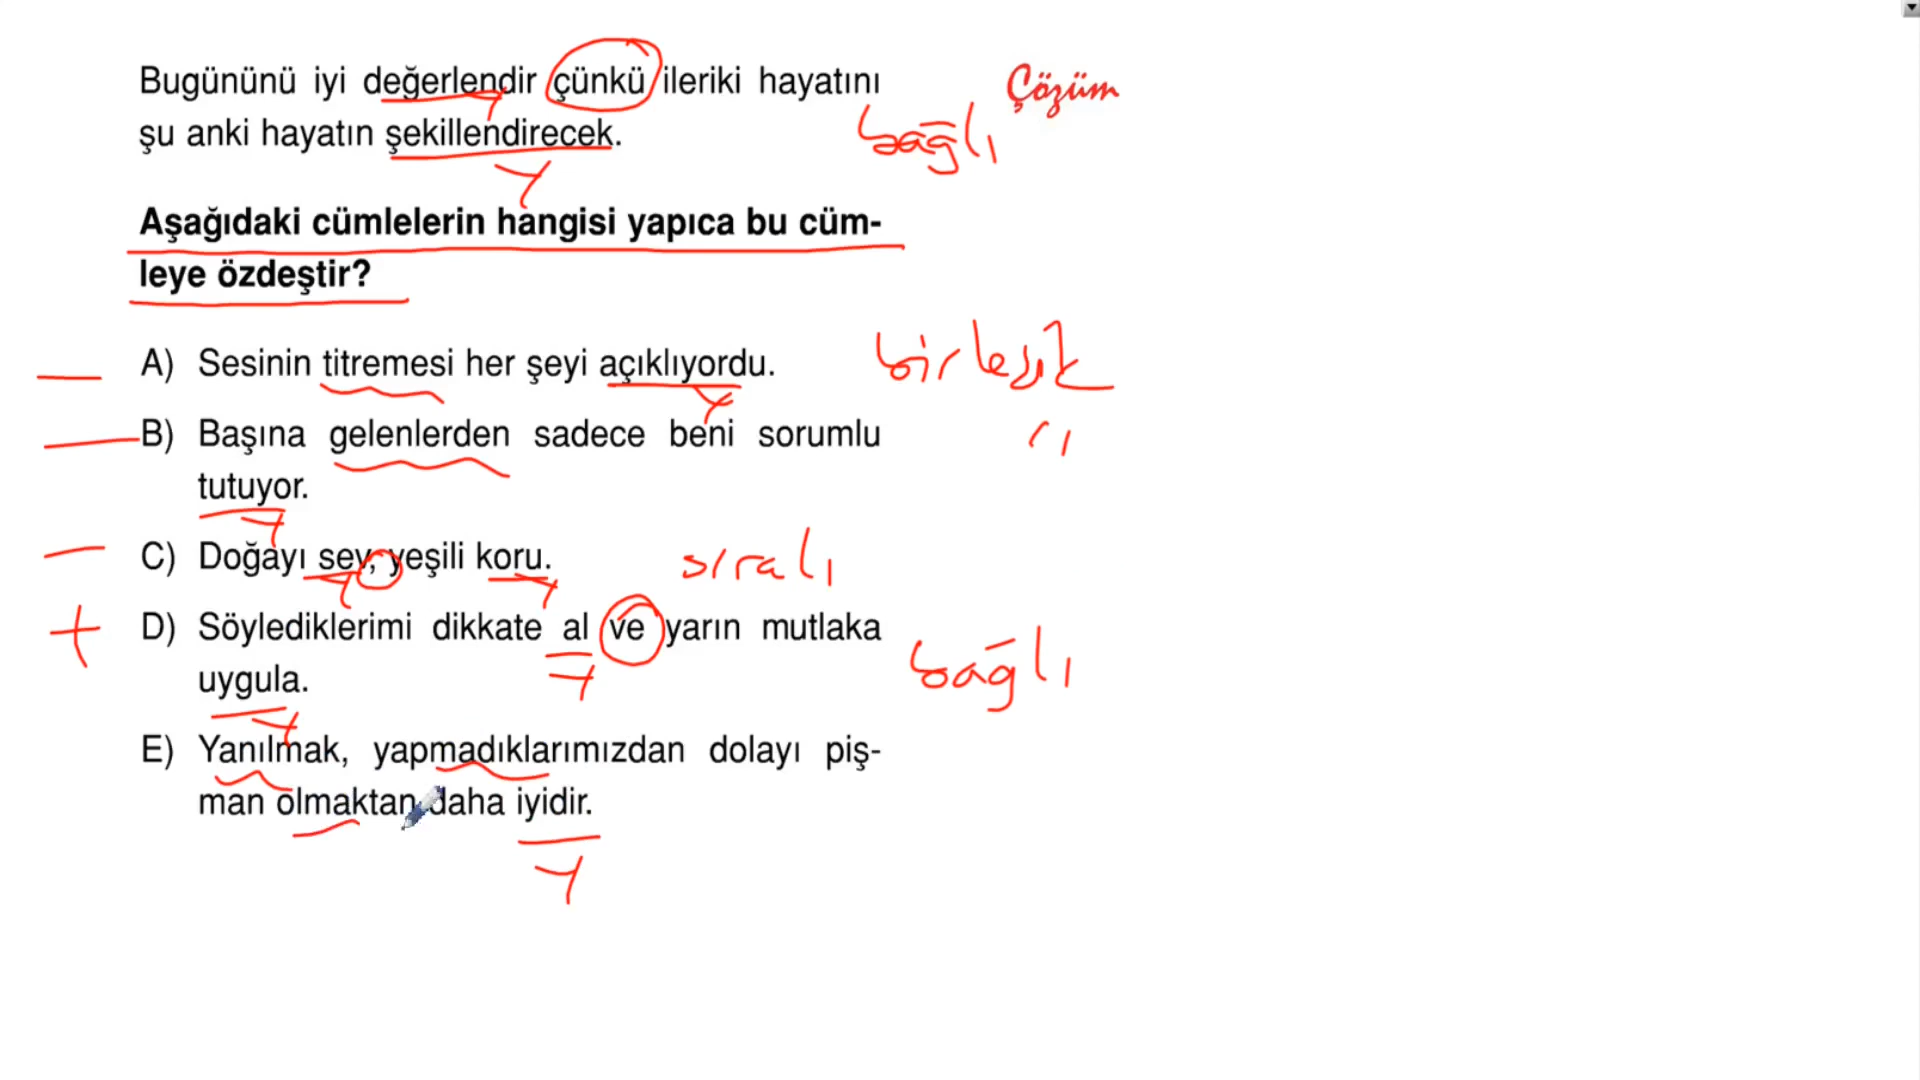 Bugününü iyi değerlendir çünkü ileriki hayatını
Çözüm
şu anki hayatın şekillendirecek.
bağlı
Y
Y
Aşağıdaki cümlelerin hangisi yapıca bu cüm-
leye özdeştir?
A) Sesinin titremesi her şeyi açıklıyordu.
birleşik
Y
B) Başına gelenlerden sadece beni sorumlu
tutuyor.
Y
C) Doğayı sev, yeşili koru.
sıralı
Y
Y
D) Söylediklerimi dikkate al ve yarın mutlaka
uygula.
bağlı
Y
Y
E) Yanılmak, yapmadıklarımızdan dolayı piş-
man olmaktan daha iyidir.
Y